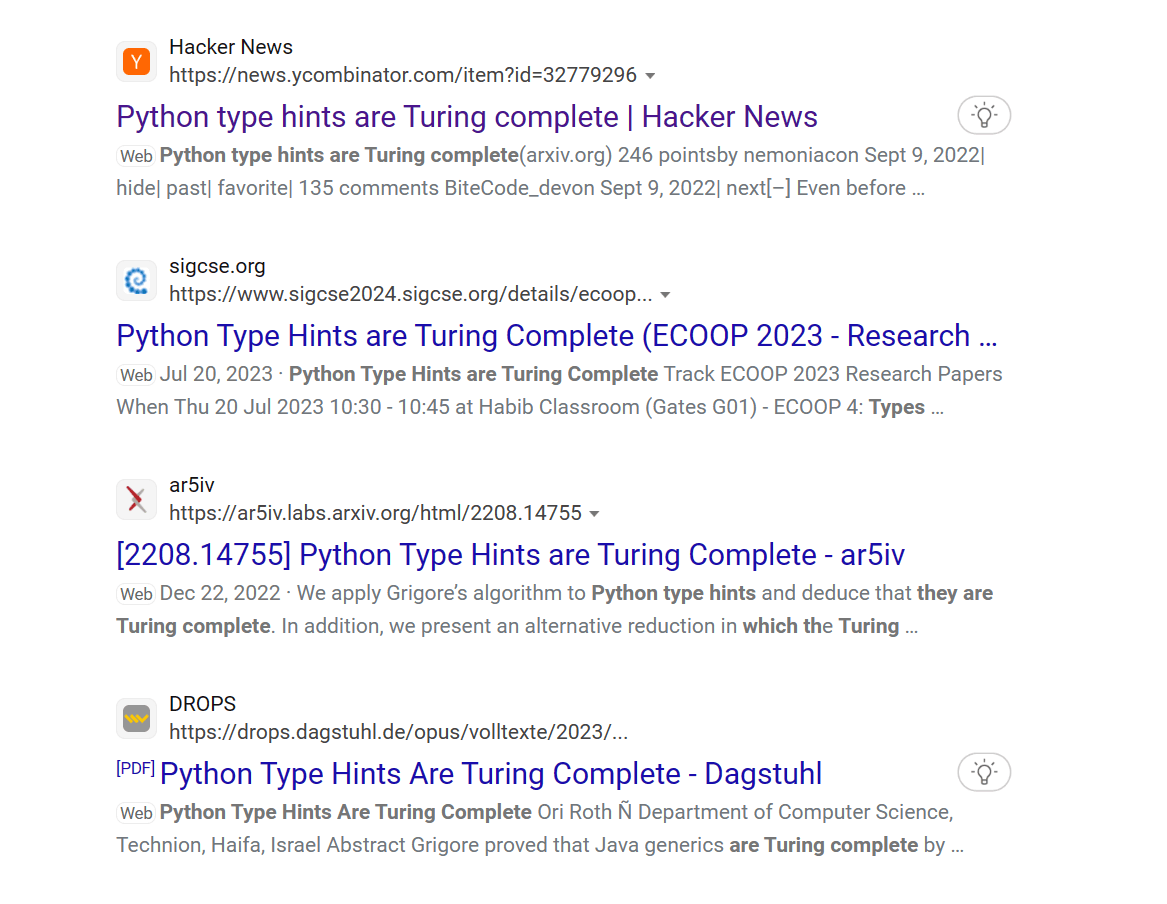 Hacker News
https://news.ycombinator.com/item?id=32779296
Python type hints are Turing complete | Hacker News
Web Python type hints are Turing complete(arxiv.org) 246 pointsby nemoniacon Sept 9, 2022|
hide| past| favorite| 135 comments BiteCode_devon Sept 9, 2022| next[–] Even before ...
sigcse.org
https://www.sigcse2024.sigcse.org/details/ecoop...
Python Type Hints are Turing Complete (ECOOP 2023 - Research ...
Web Jul 20, 2023 · Python Type Hints are Turing Complete Track ECOOP 2023 Research Papers
When Thu 20 Jul 2023 10:30 - 10:45 at Habib Classroom (Gates G01) - ECOOP 4: Types ...
ar5iv
https://ar5iv.labs.arxiv.org/html/2208.14755
[2208.14755] Python Type Hints are Turing Complete - ar5iv
Web Dec 22, 2022 · We apply Grigore’s algorithm to Python type hints and deduce that they are
Turing complete. In addition, we present an alternative reduction in which the Turing ...
DROPS
https://drops.dagstuhl.de/opus/volltexte/2023/...
[PDF] Python Type Hints Are Turing Complete - Dagstuhl
Web Python Type Hints Are Turing Complete Ori Roth Ñ Department of Computer Science,
Technion, Haifa, Israel Abstract Grigore proved that Java generics are Turing complete by ...